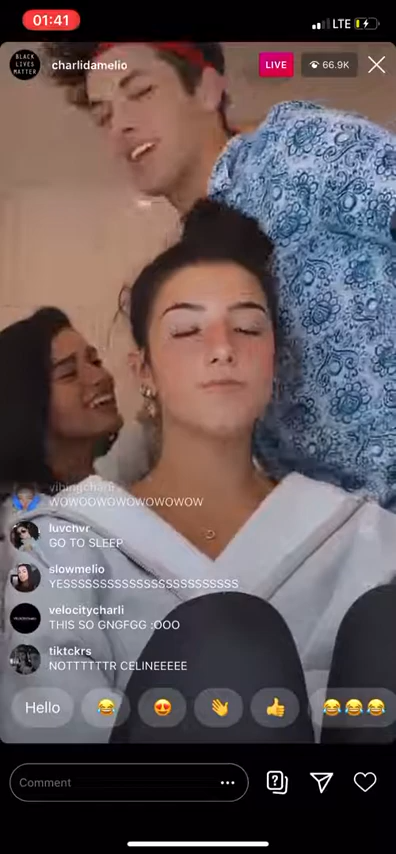 01:41
LTE
BLACK
LIVES
MATTER
charlidamelio
LIVE
66.9K
WOWOOWOWOWOWOWOW
luvchvr
GO TO SLEEP
slowmelio
YESSSSSSSSSSSSSSSSSSSSSSSSS
velocitycharli
THIS SO GNGFGG :OOO
tiktckrs
NOTTTTTTR CELINEEEEE
Hello
Comment